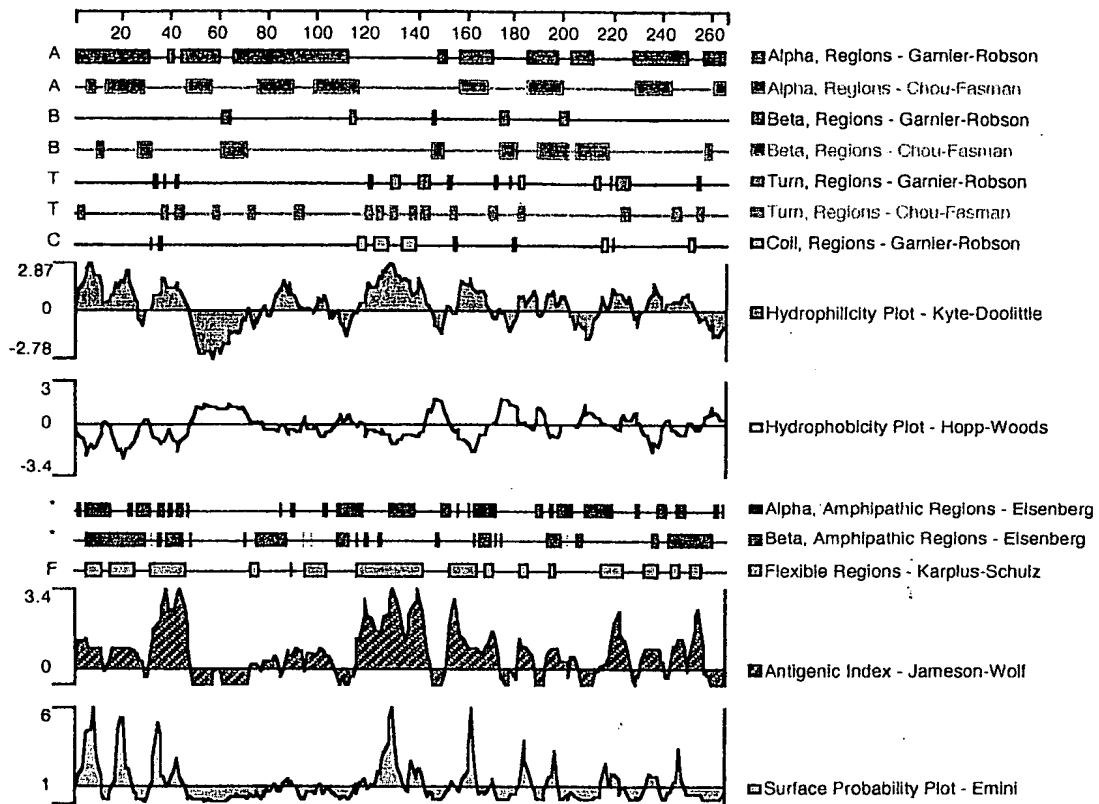 20 40 60 80 100 120 140 160 180 200 220 240 260
A Alpha, Regions - Garnier-Robson
A Alpha, Regions - Chou-Fasman
B Beta, Regions - Garnier-Robson
B Beta, Regions - Chou-Fasman
T Turn, Regions - Garnier-Robson
T Turn, Regions - Chou-Fasman
C Coil, Regions - Garnier-Robson
2.87
0 Hydrophilicity Plot - Kyte-Doolittle
-2.78
3
0 Hydrophobicity Plot - Hopp-Woods
-3.4
* Alpha, Amphipathic Regions - Eisenberg
* Beta, Amphipathic Regions - Eisenberg
F Flexible Regions - Karplus-Schulz
3.4
0 Antigenic Index - Jameson-Wolf
6
1 Surface Probability Plot - Emini